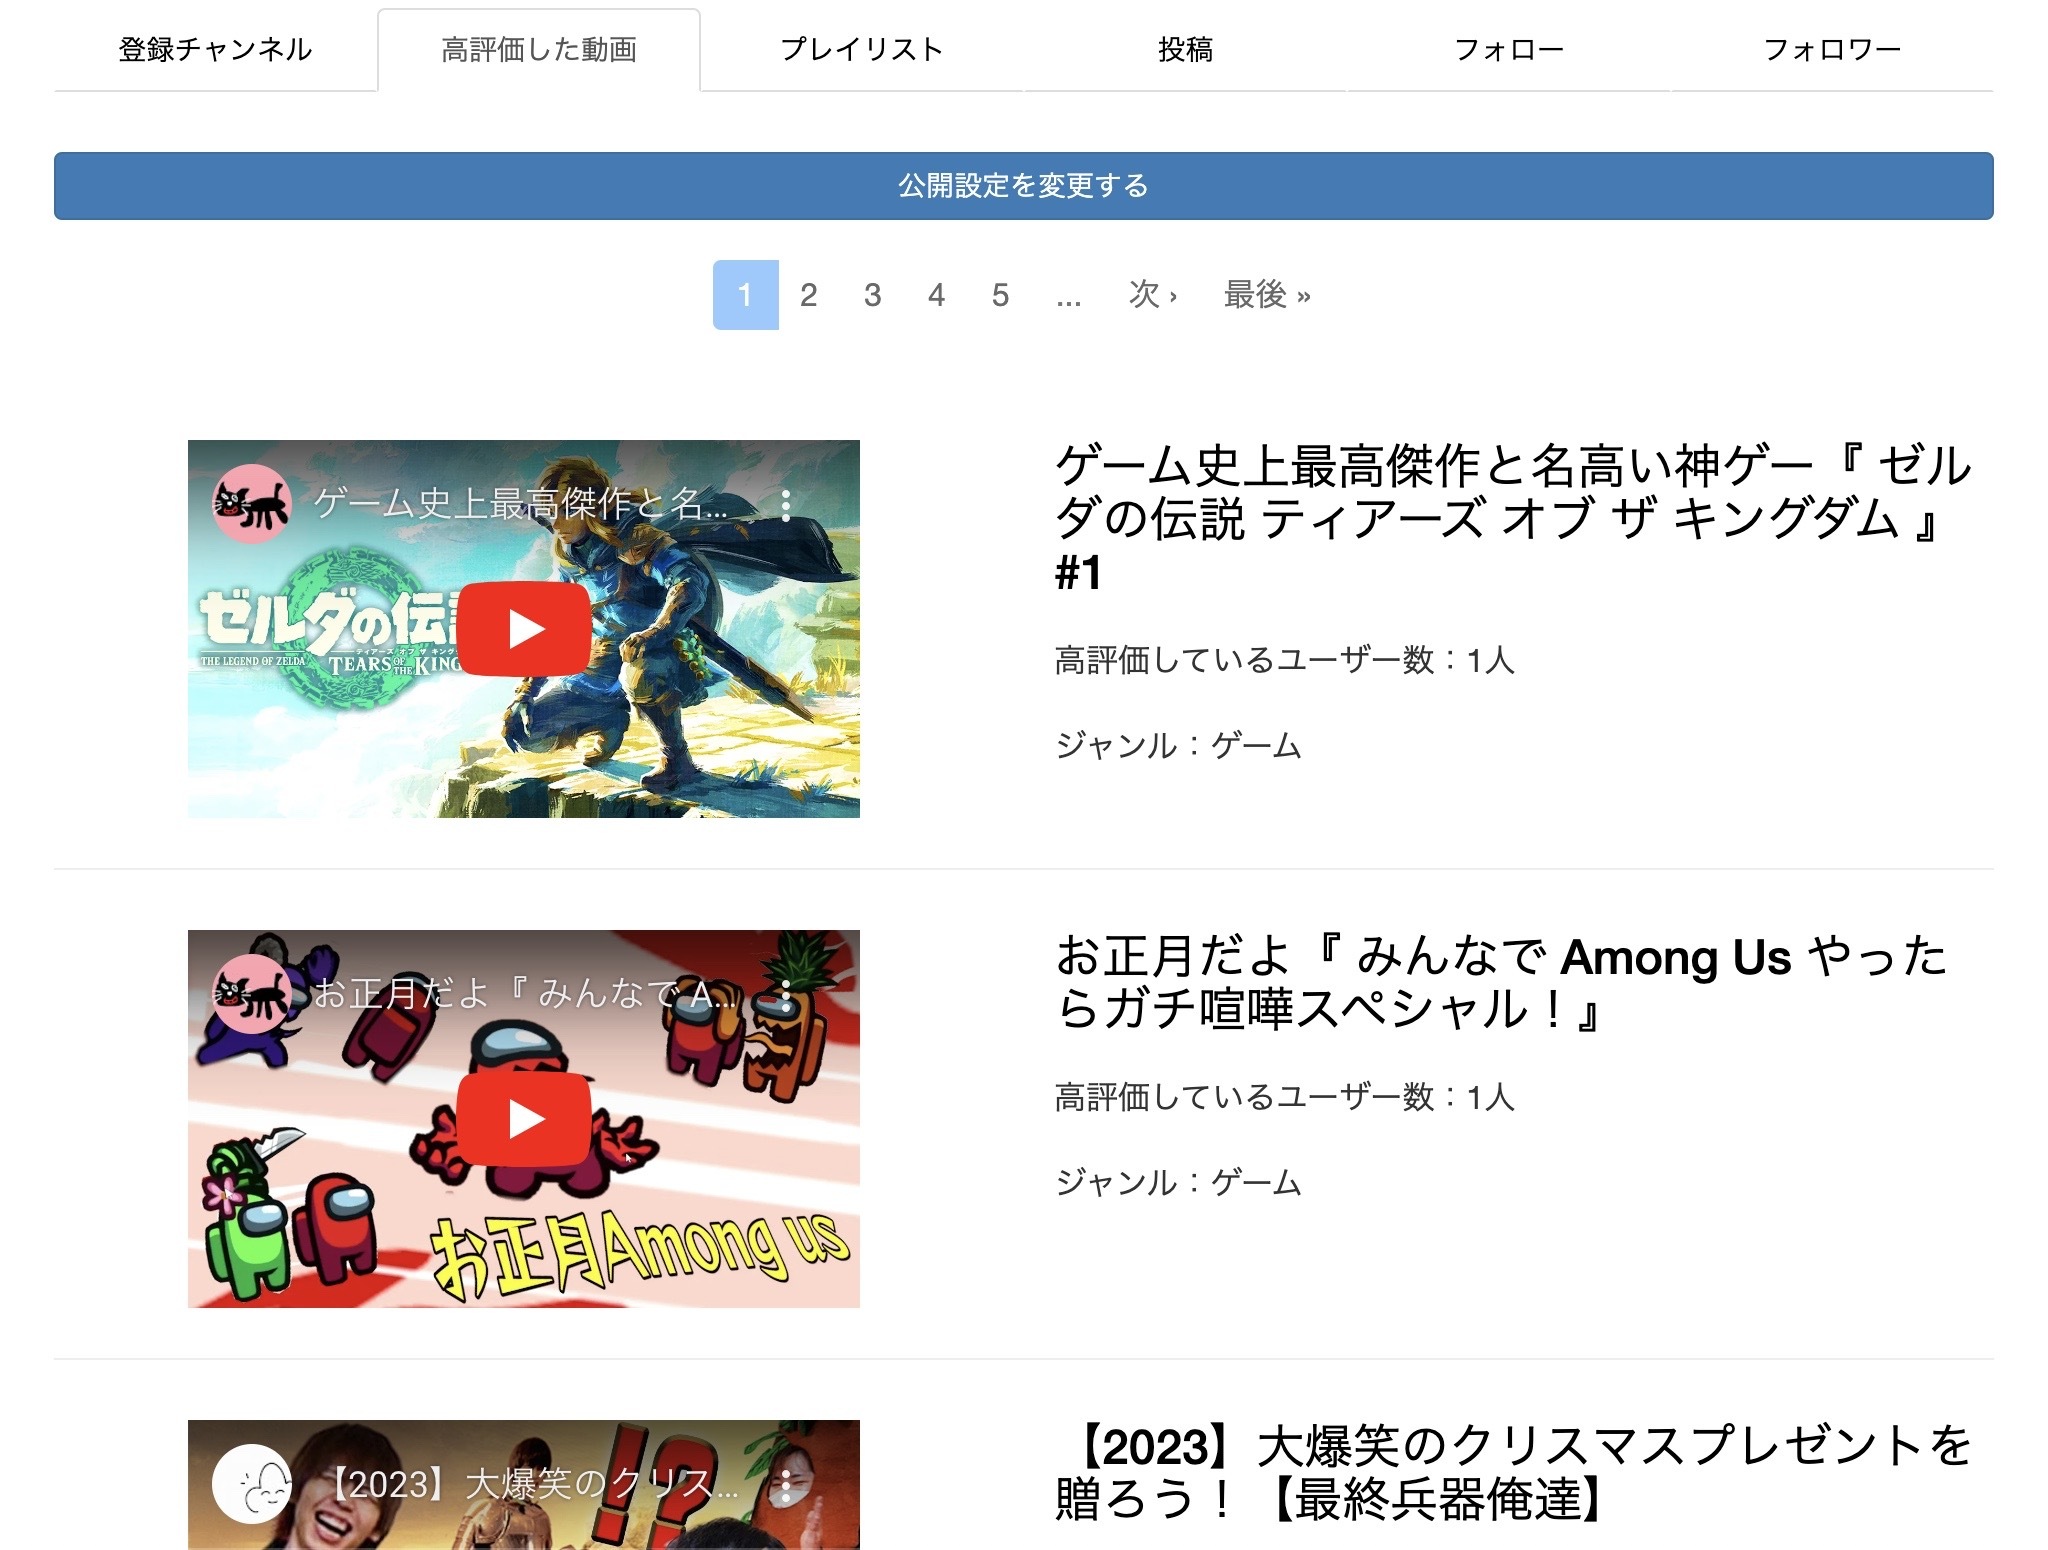 登録チャンネル
高評価した動画
プレイリスト
投稿
フォロー
フォロワー
公開設定を変更する
1 2 3 4 5 ... 次 › 最後 »
ゲーム史上最高傑作と名...
ゼルダの伝説
ティアーズ オブ ザ キング
THE LEGEND OF ZELDA
TEARS OF THE KING
ゲーム史上最高傑作と名高い神ゲー『 ゼル
ダの伝説 ティアーズ オブ ザ キングダム 』
#1
高評価しているユーザー数：1人
ジャンル：ゲーム
お正月だよ『 みんなで A...
お正月Among us
お正月だよ『 みんなで Among Us やった
らガチ喧嘩スペシャル！』
高評価しているユーザー数：1人
ジャンル：ゲーム
【2023】大爆笑のクリス...
!?
【2023】大爆笑のクリスマスプレゼントを
贈ろう！【最終兵器俺達】